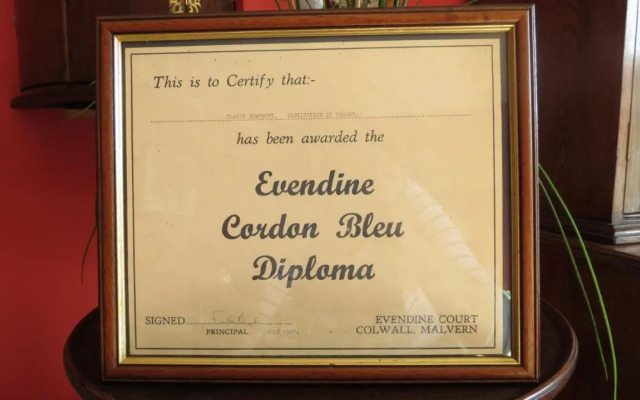 This is to Certify that:-
has been awarded the
Evendine
Cordon Bleu
Diploma
SIGNED
PRINCIPAL
EVENDINE COURT
COLWALL, MALVERN